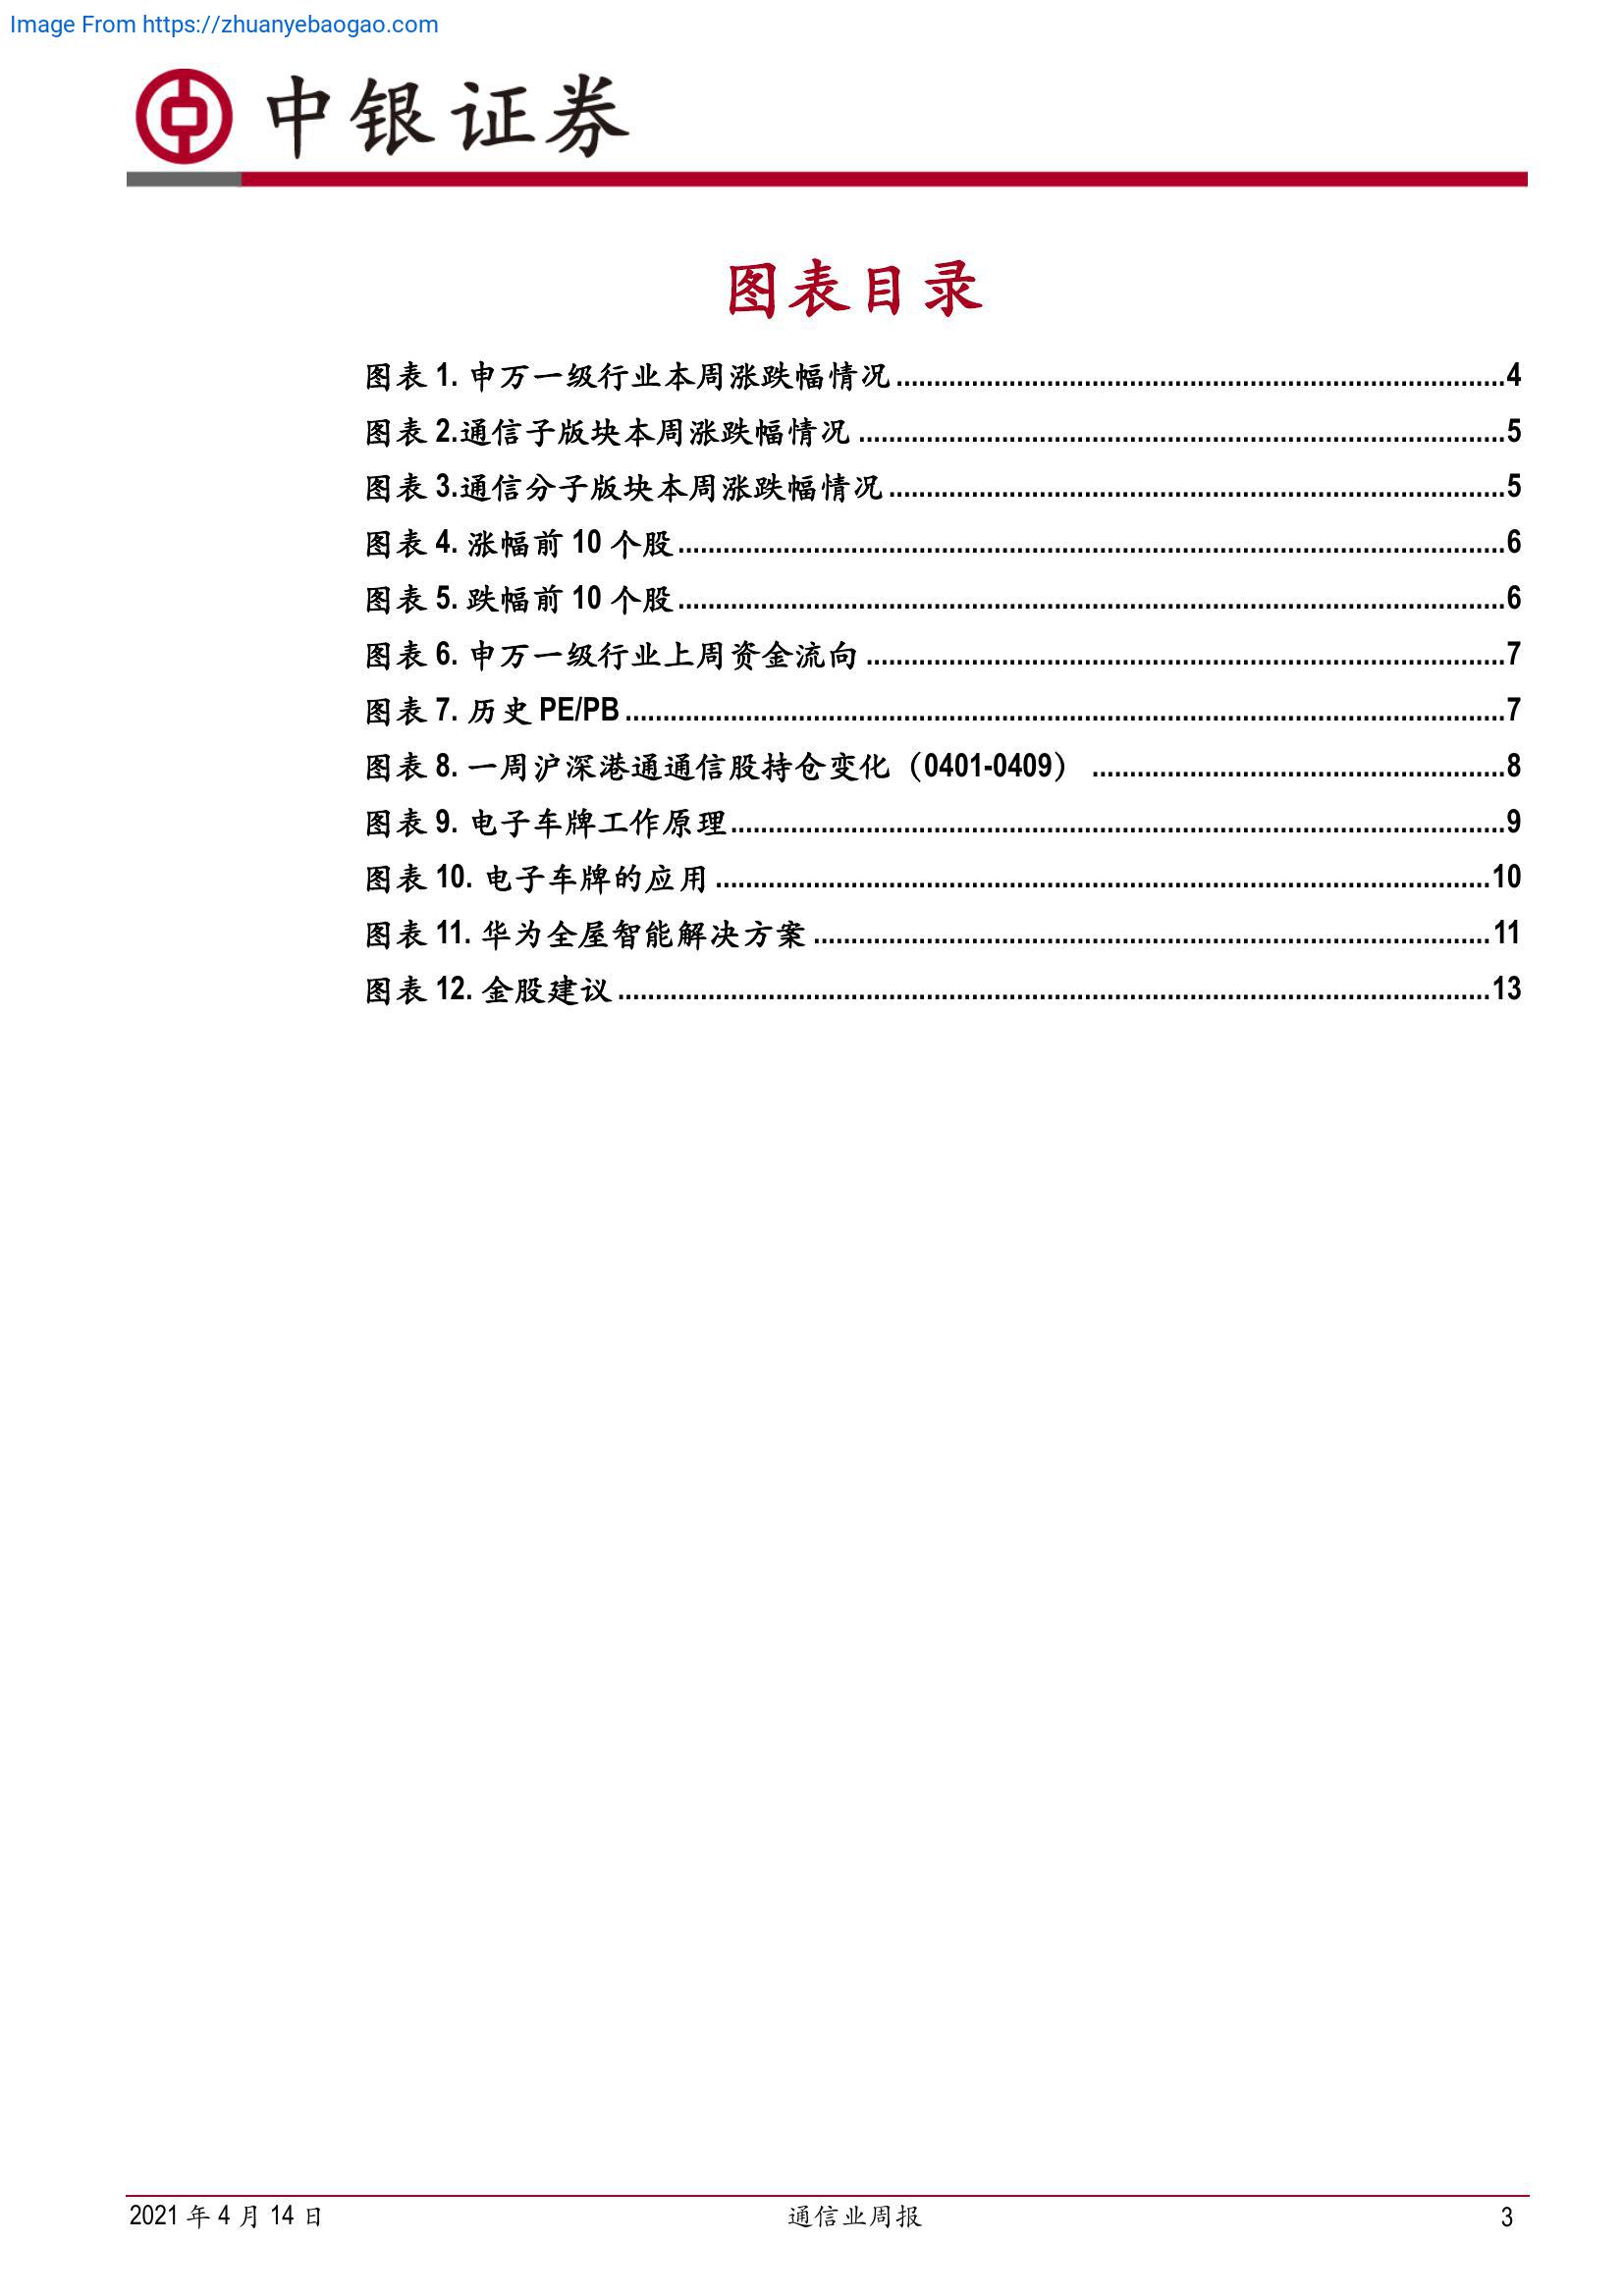 Image From https://zhuanyebaogao.com
中银证券
图表目录
图表 1. 申万一级行业本周涨跌幅情况................................................................................4
图表 2.通信子版块本周涨跌幅情况 .....................................................................................5
图表 3.通信分子版块本周涨跌幅情况.................................................................................5
图表 4. 涨幅前 10 个股.............................................................................................................6
图表 5. 跌幅前 10 个股.............................................................................................................6
图表 6. 申万一级行业上周资金流向 ....................................................................................7
图表 7. 历史 PE/PB ....................................................................................................................7
图表 8. 一周沪深港通通信股持仓变化（0401-0409） ......................................................8
图表 9. 电子车牌工作原理......................................................................................................9
图表 10. 电子车牌的应用 ......................................................................................................10
图表 11. 华为全屋智能解决方案 .........................................................................................11
图表 12. 金股建议 ...................................................................................................................13
2021 年 4 月 14 日 通信业周报 3